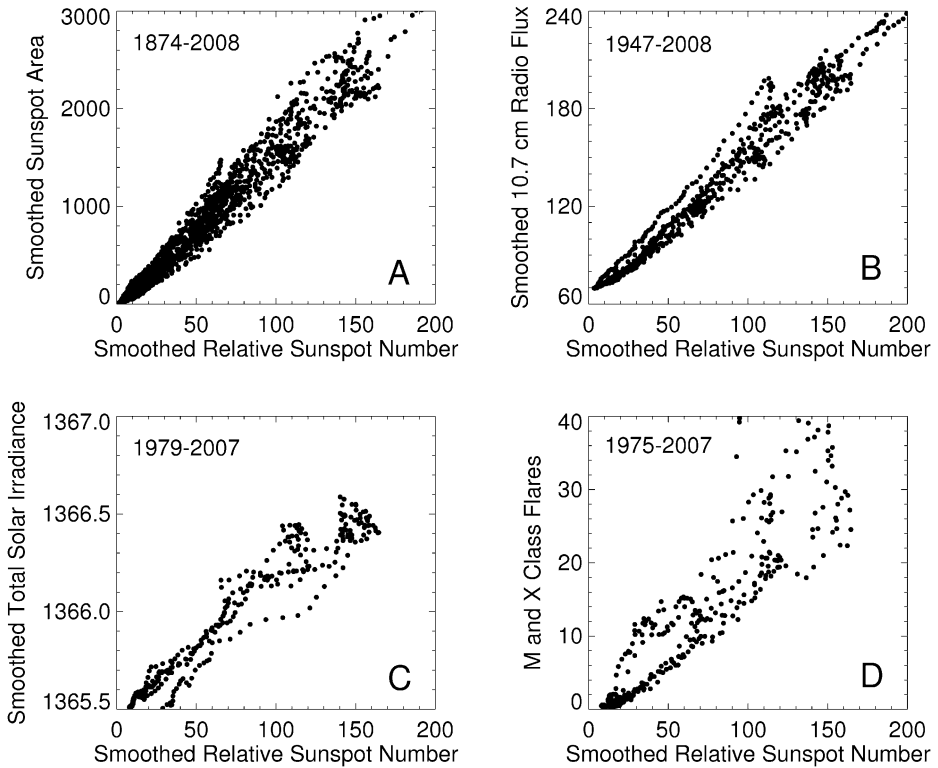 3000
2000
1000
0
Smoothed Sunspot Area
1874-2008
A
0 50 100 150 200
Smoothed Relative Sunspot Number
240
180
120
60
Smoothed 10.7 cm Radio Flux
1947-2008
B
0 50 100 150 200
Smoothed Relative Sunspot Number
1367.0
1366.5
1366.0
1365.5
Smoothed Total Solar Irradiance
1979-2007
C
0 50 100 150 200
Smoothed Relative Sunspot Number
40
30
20
10
0
M and X Class Flares
1975-2007
D
0 50 100 150 200
Smoothed Relative Sunspot Number